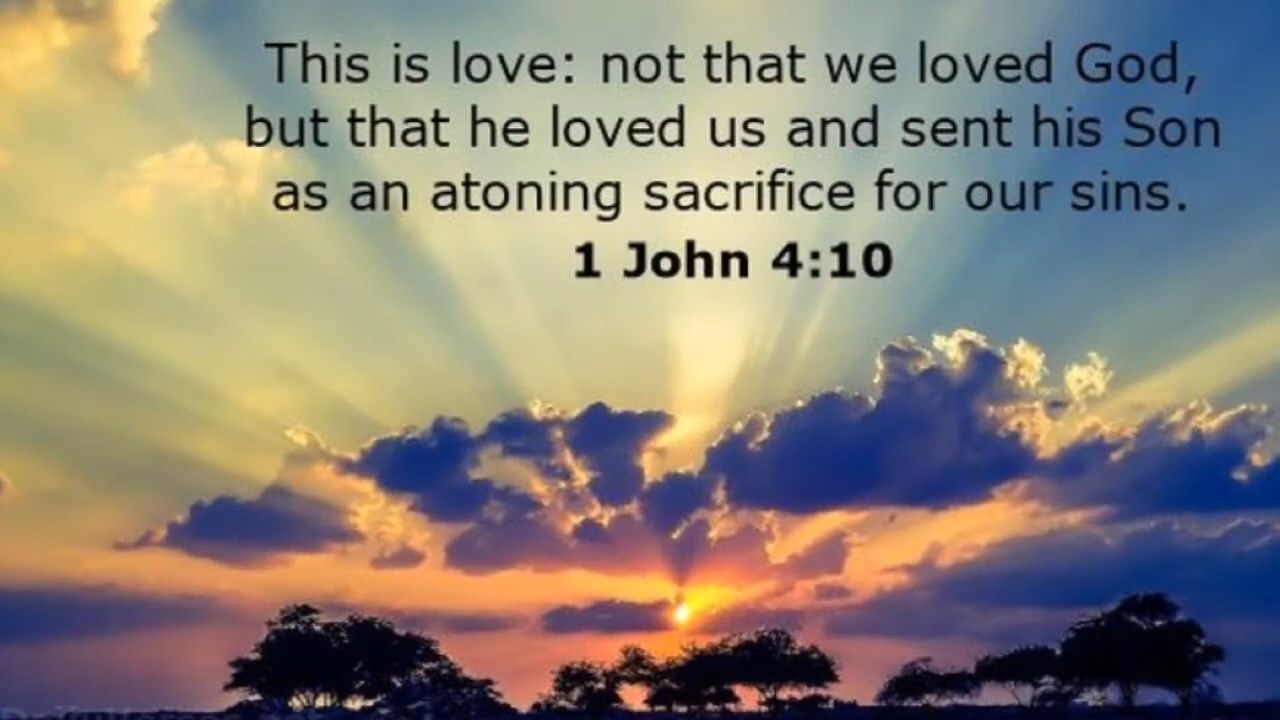 This is love: not that we loved God,
but that he loved us and sent his Son
as an atoning sacrifice for our sins.
1 John 4:10